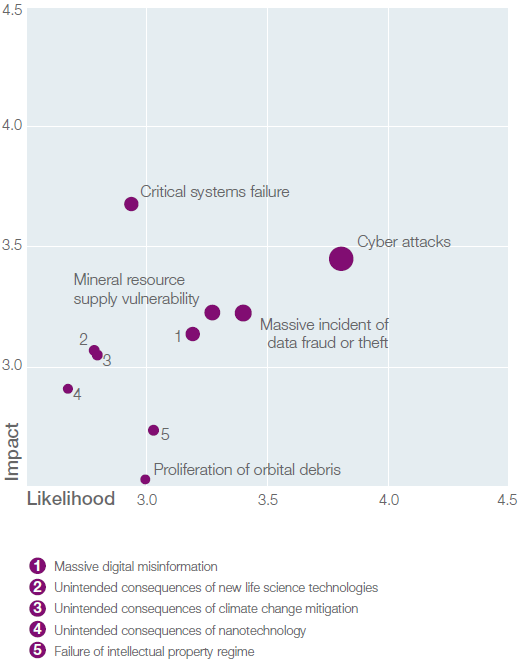 4.5
4.0
Critical systems failure
3.5
Cyber attacks
Mineral resource
supply vulnerability
Massive incident of
data fraud or theft
1
2
3
3.0
4
5
Impact
Proliferation of orbital debris
Likelihood
3.0
3.5
4.0
4.5
1 Massive digital misinformation
2 Unintended consequences of new life science technologies
3 Unintended consequences of climate change mitigation
4 Unintended consequences of nanotechnology
5 Failure of intellectual property regime